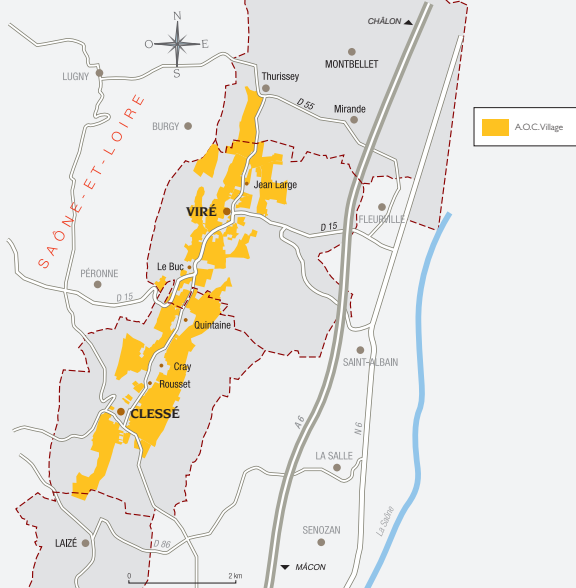 N
CHÂLON
O
E
S
MONTBELLET
LUGNY
Thurissey
D 55
Mirande
A.O.C.Village
BURGY
SAÔNE-ET-LOIRE
Jean Large
VIRÉ
FLEURVILLE
D 15
Le Buc
PÉRONNE
D 15
Quintaine
SAINT-ALBAIN
Cray
Rousset
CLESSÉ
A 6
N 6
LA SALLE
La Saône
SENOZAN
LAIZÉ
D 86
MÂCON
0
2 km